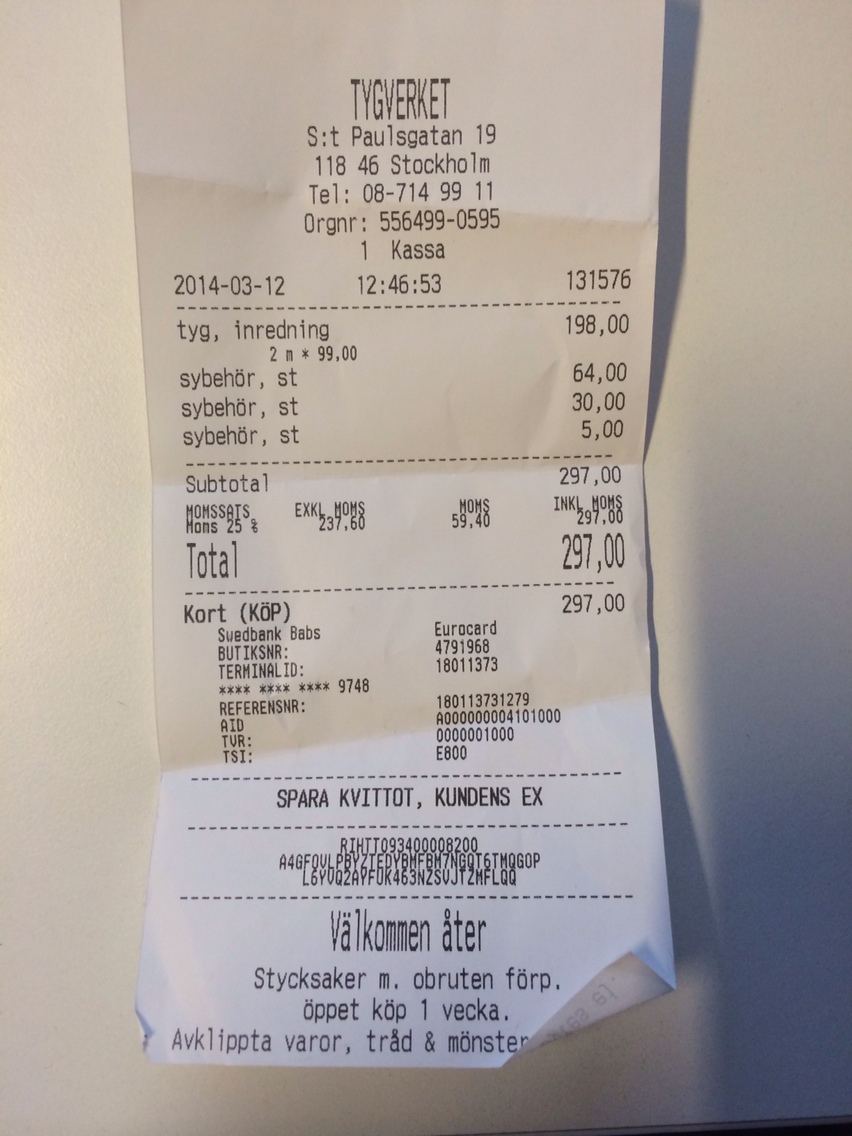 TYGVERKET
S:t Paulsgatan 19
118 46 Stockholm
Tel: 08-714 99 11
Orgnr: 556499-0595
1 Kassa
2014-03-12 12:46:53 131576
tyg, inredning 198,00
2 m * 99,00
sybehör, st 64,00
sybehör, st 30,00
sybehör, st 5,00
Subtotal 297,00
MOMSSATS EXKL MOMS MOMS INKL MOMS
Moms 25 % 237,60 59,40 297,00
Total 297,00
Kort (KÖP) 297,00
Swedbank Babs Eurocard
BUTIKSNR: 4791968
TERMINALID: 18011373
**** **** **** 9748
REFERENSNR: 180113731279
AID A000000004101000
TVR: 0000001000
TSI: E800
SPARA KVITTOT, KUNDENS EX
RIHTT093400008200
Välkommen åter
Stycksaker m. obruten förp.
öppet köp 1 vecka.
Avklippta varor, tråd & mönster